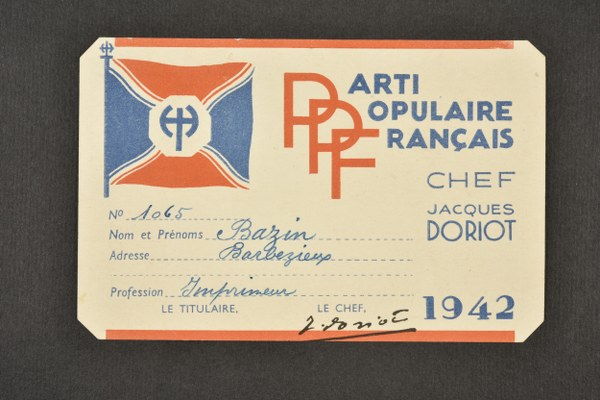 PARTI
POPULAIRE
FRANÇAIS
CHEF
JACQUES
DORIOT
No 1065
Nom et Prénoms Bazin
Adresse Barbezieux
Profession Imprimeur
LE TITULAIRE, LE CHEF,
J. Doriot
1942